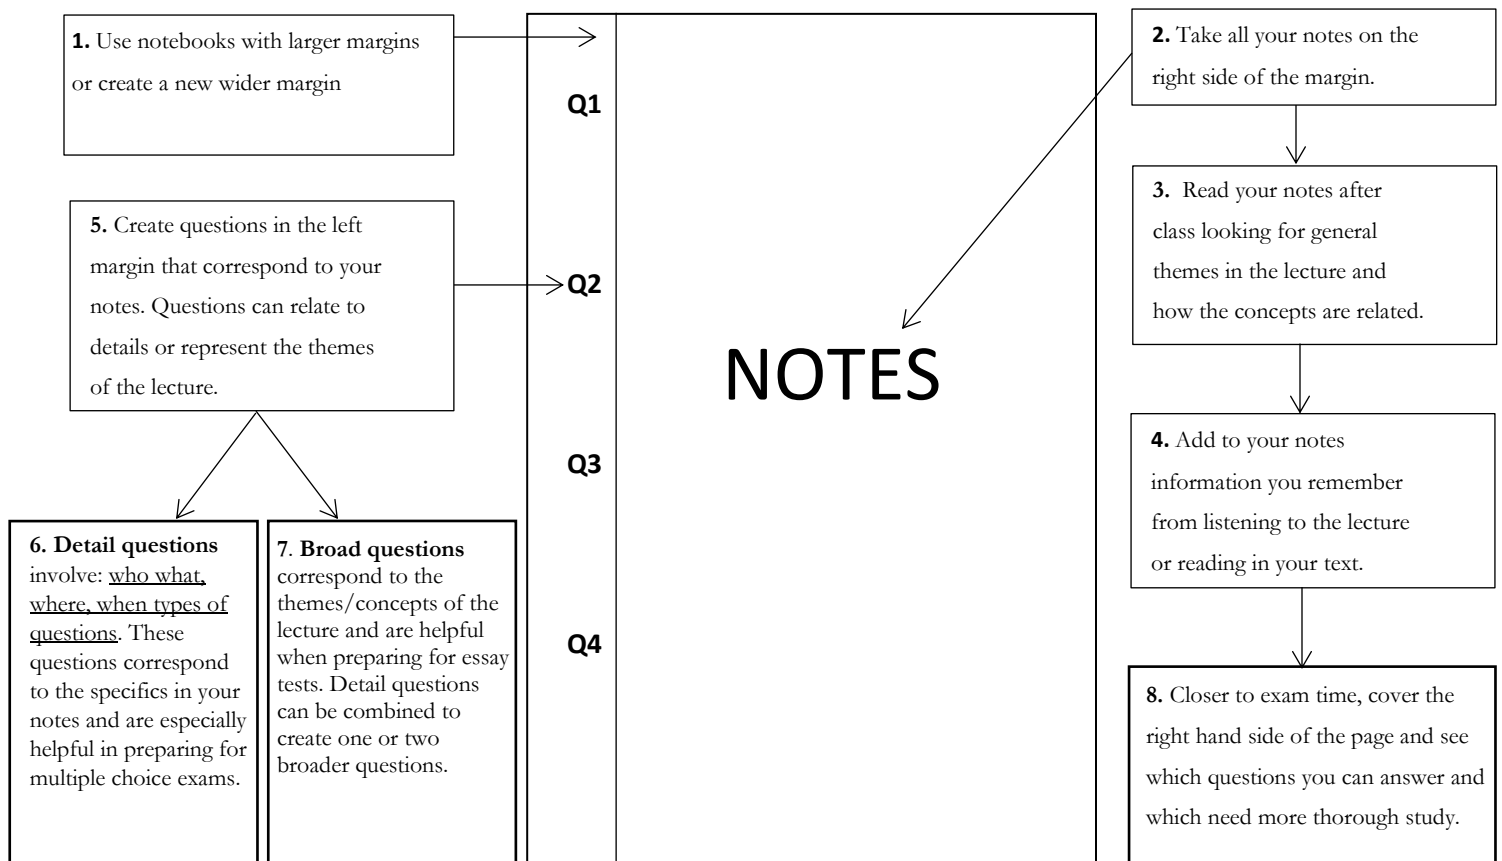 1. Use notebooks with larger margins
or create a new wider margin
2. Take all your notes on the
right side of the margin.
3. Read your notes after
class looking for general
themes in the lecture and
how the concepts are related.
4. Add to your notes
information you remember
from listening to the lecture
or reading in your text.
5. Create questions in the left
margin that correspond to your
notes. Questions can relate to
details or represent the themes
of the lecture.
6. Detail questions
involve: who what,
where, when types of
questions. These
questions correspond
to the specifics in your
notes and are especially
helpful in preparing for
multiple choice exams.
7. Broad questions
correspond to the
themes/concepts of the
lecture and are helpful
when preparing for essay
tests. Detail questions
can be combined to
create one or two
broader questions.
8. Closer to exam time, cover the
right hand side of the page and see
which questions you can answer and
which need more thorough study.
Q1
Q2
Q3
Q4
NOTES